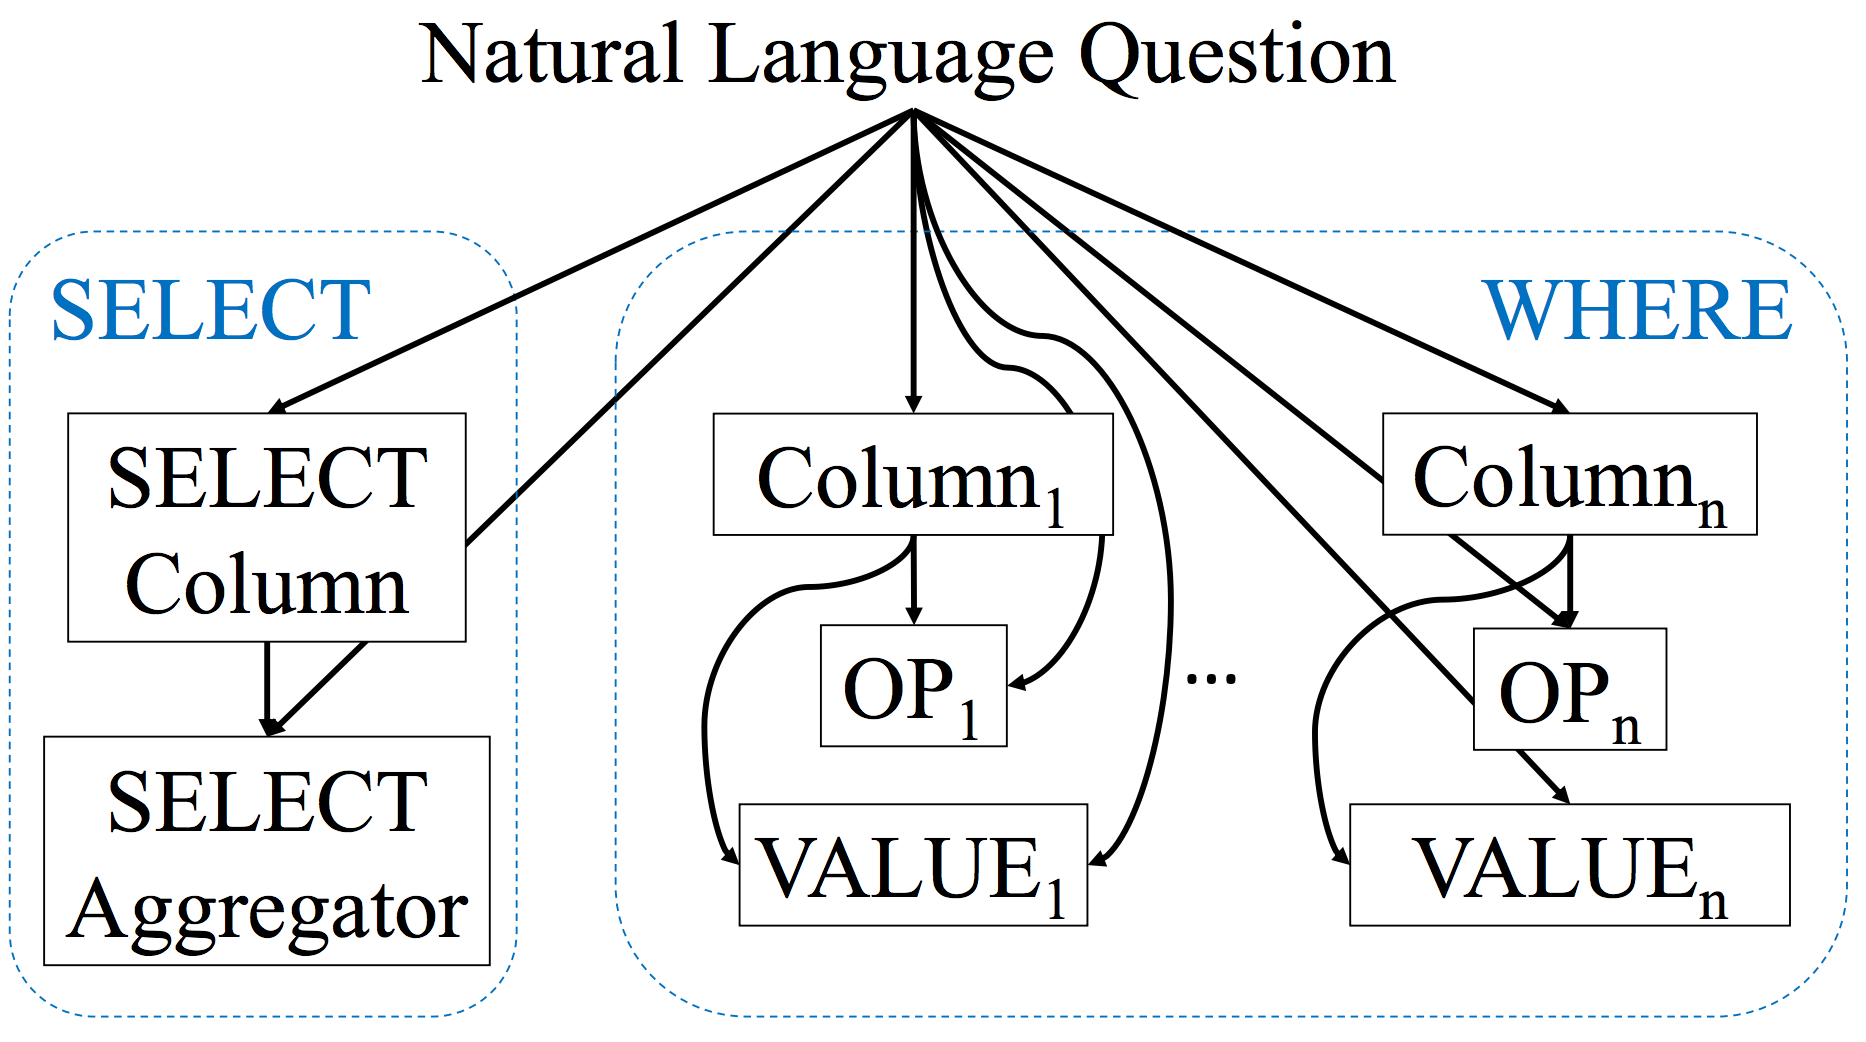 Natural Language Question
SELECT
SELECT
Column
SELECT
Aggregator
WHERE
Column₁
OP₁
VALUE₁
...
Columnₙ
OPₙ
VALUEₙ